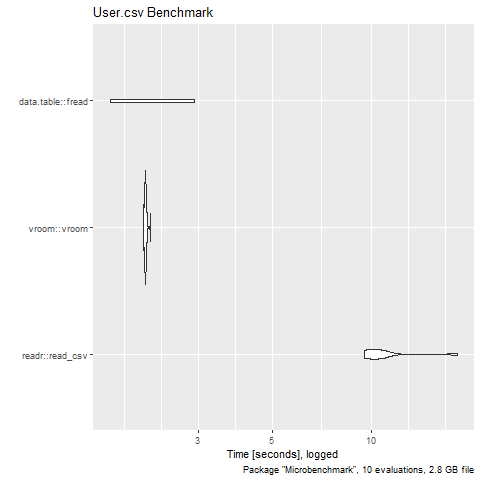 User.csv Benchmark
data.table::fread
vroom::vroom
readr::read_csv
3 5 10
Time [seconds], logged
Package "Microbenchmark", 10 evaluations, 2.8 GB file